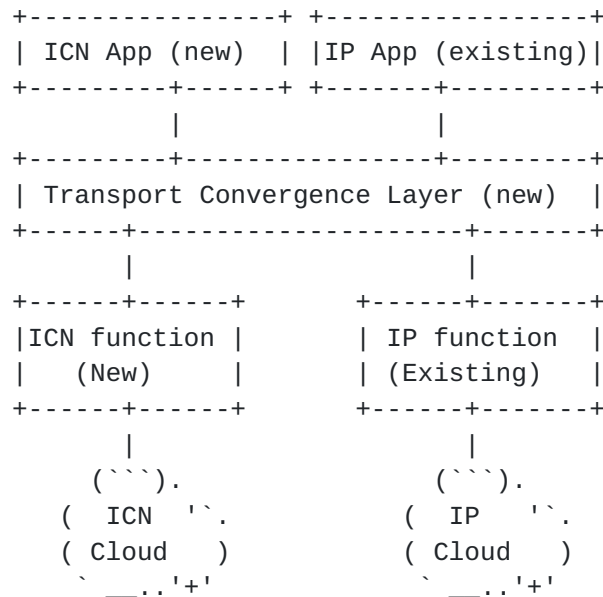 ICN App (new) IP App (existing)
Transport Convergence Layer (new)
ICN function IP function
(New) (Existing)
ICN IP
Cloud Cloud